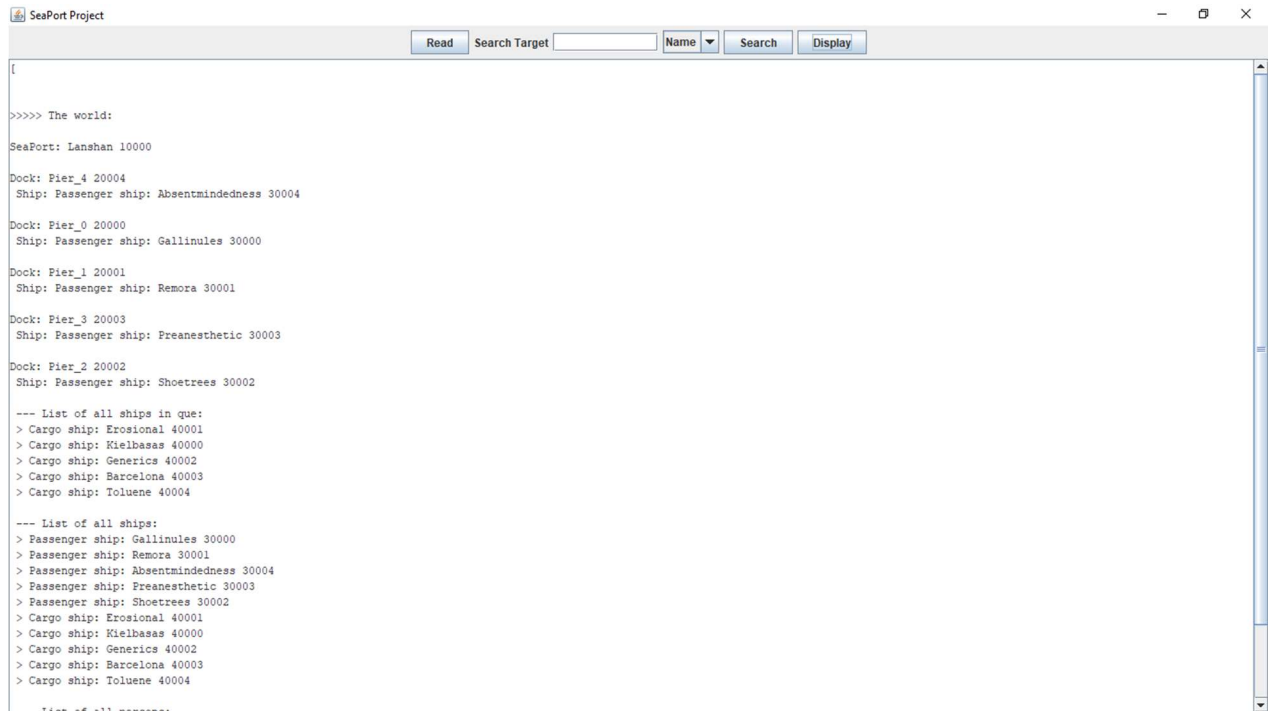 SeaPort Project
Read Search Target Name Search Display
[
>>>>> The world:
SeaPort: Lanshan 10000
Dock: Pier_4 20004
Ship: Passenger ship: Absentmindedness 30004
Dock: Pier_0 20000
Ship: Passenger ship: Gallinules 30000
Dock: Pier_1 20001
Ship: Passenger ship: Remora 30001
Dock: Pier_3 20003
Ship: Passenger ship: Preanesthetic 30003
Dock: Pier_2 20002
Ship: Passenger ship: Shoetrees 30002
--- List of all ships in que:
> Cargo ship: Erosional 40001
> Cargo ship: Kielbasas 40000
> Cargo ship: Generics 40002
> Cargo ship: Barcelona 40003
> Cargo ship: Toluene 40004
--- List of all ships:
> Passenger ship: Gallinules 30000
> Passenger ship: Remora 30001
> Passenger ship: Absentmindedness 30004
> Passenger ship: Preanesthetic 30003
> Passenger ship: Shoetrees 30002
> Cargo ship: Erosional 40001
> Cargo ship: Kielbasas 40000
> Cargo ship: Generics 40002
> Cargo ship: Barcelona 40003
> Cargo ship: Toluene 40004
List of all persons: